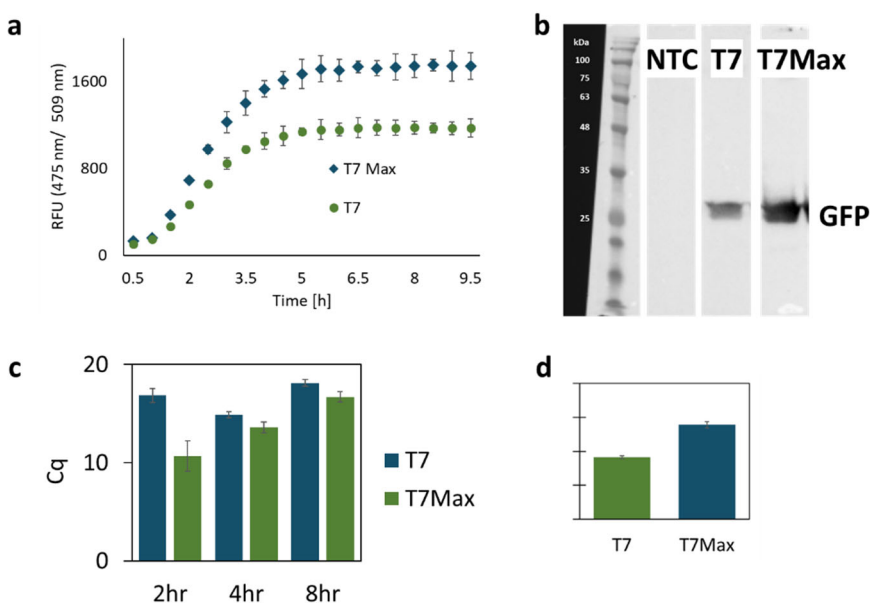 a
RFU (475 nm/ 509 nm)
1600
800
0
T7 Max
T7
0.5 2 3.5 5 6.5 8 9.5
Time [h]
b
kDa
100
75
63
48
35
25
NTC T7 T7Max
GFP
c
Cq
20
10
0
T7
T7Max
2hr 4hr 8hr
d
T7 T7Max